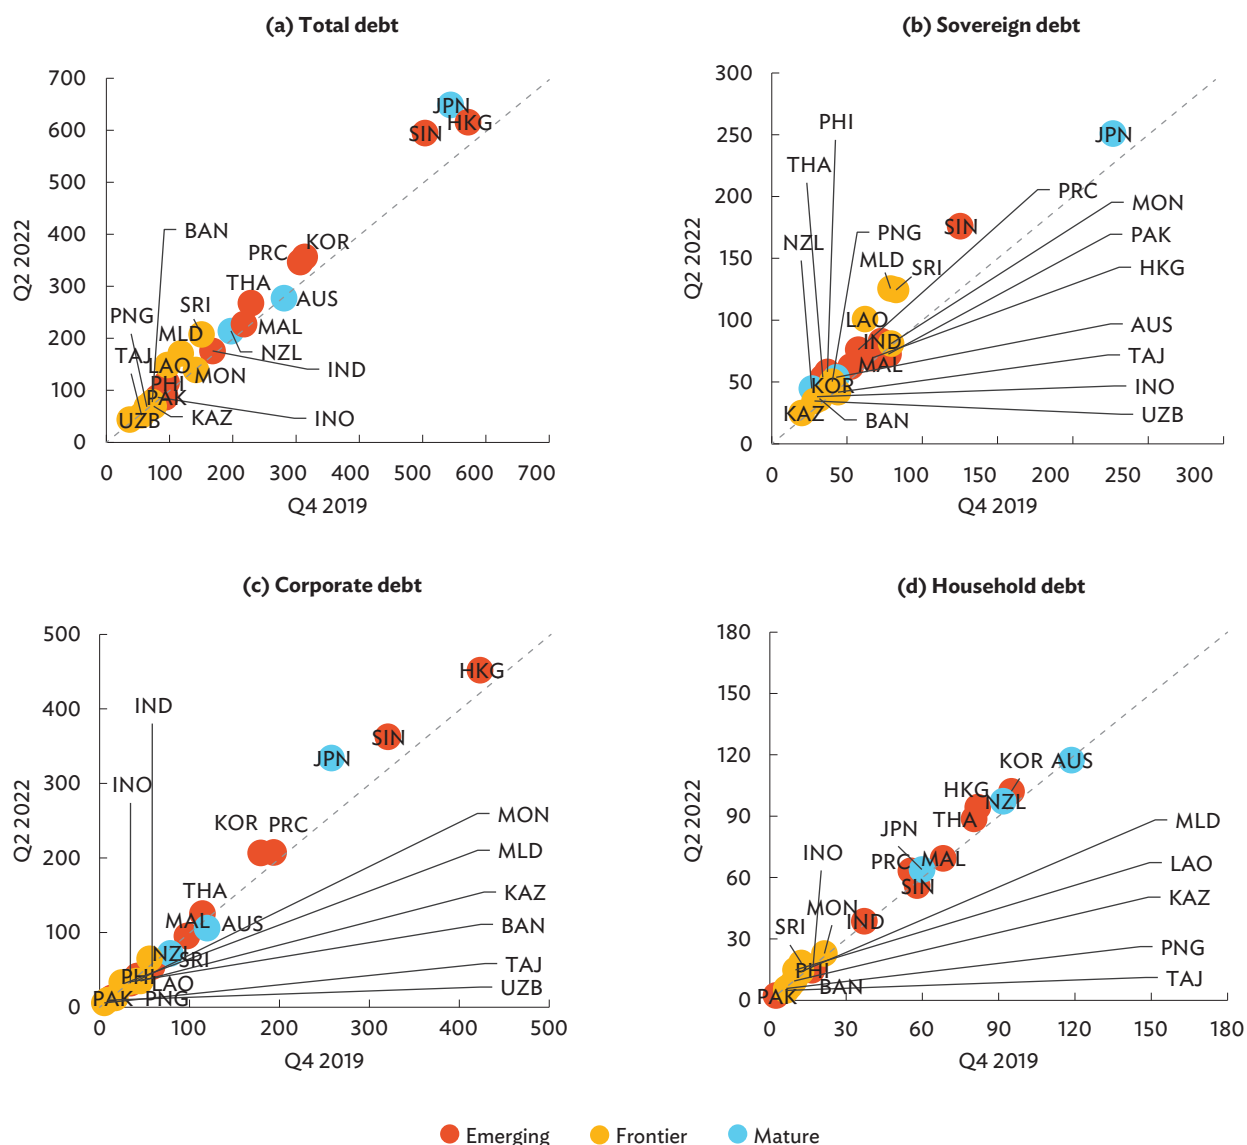 (a) Total debt
700
600
500
400
300
200
100
0
Q2 2022
JPN
SIN
HKG
BAN
PRC
KOR
THA
AUS
SRI
PNG
MLD
MAL
NZL
TAJ
LAO
IND
MON
PHI
PAK
UZB
KAZ
INO
0 100 200 300 400 500 600 700
Q4 2019
(b) Sovereign debt
300
250
200
150
100
50
0
Q2 2022
PHI
JPN
THA
PRC
MON
SIN
PNG
PAK
NZL
MLD
SRI
HKG
LAO
AUS
IND
TAJ
MAL
KOR
INO
KAZ
BAN
UZB
0 50 100 150 200 250 300
Q4 2019
(c) Corporate debt
500
400
300
200
100
0
Q2 2022
HKG
IND
SIN
JPN
INO
KOR
PRC
MON
MLD
THA
KAZ
MAL
AUS
BAN
NZL
SRI
PHI
LAO
TAJ
PAK
PNG
UZB
0 100 200 300 400 500
Q4 2019
(d) Household debt
180
150
120
90
60
30
0
Q2 2022
KOR
AUS
HKG
NZL
THA
MLD
JPN
INO
PRC
MAL
LAO
SIN
KAZ
MON
SRI
IND
PNG
PHI
BAN
TAJ
PAK
0 30 60 90 120 150 180
Q4 2019
Emerging
Frontier
Mature